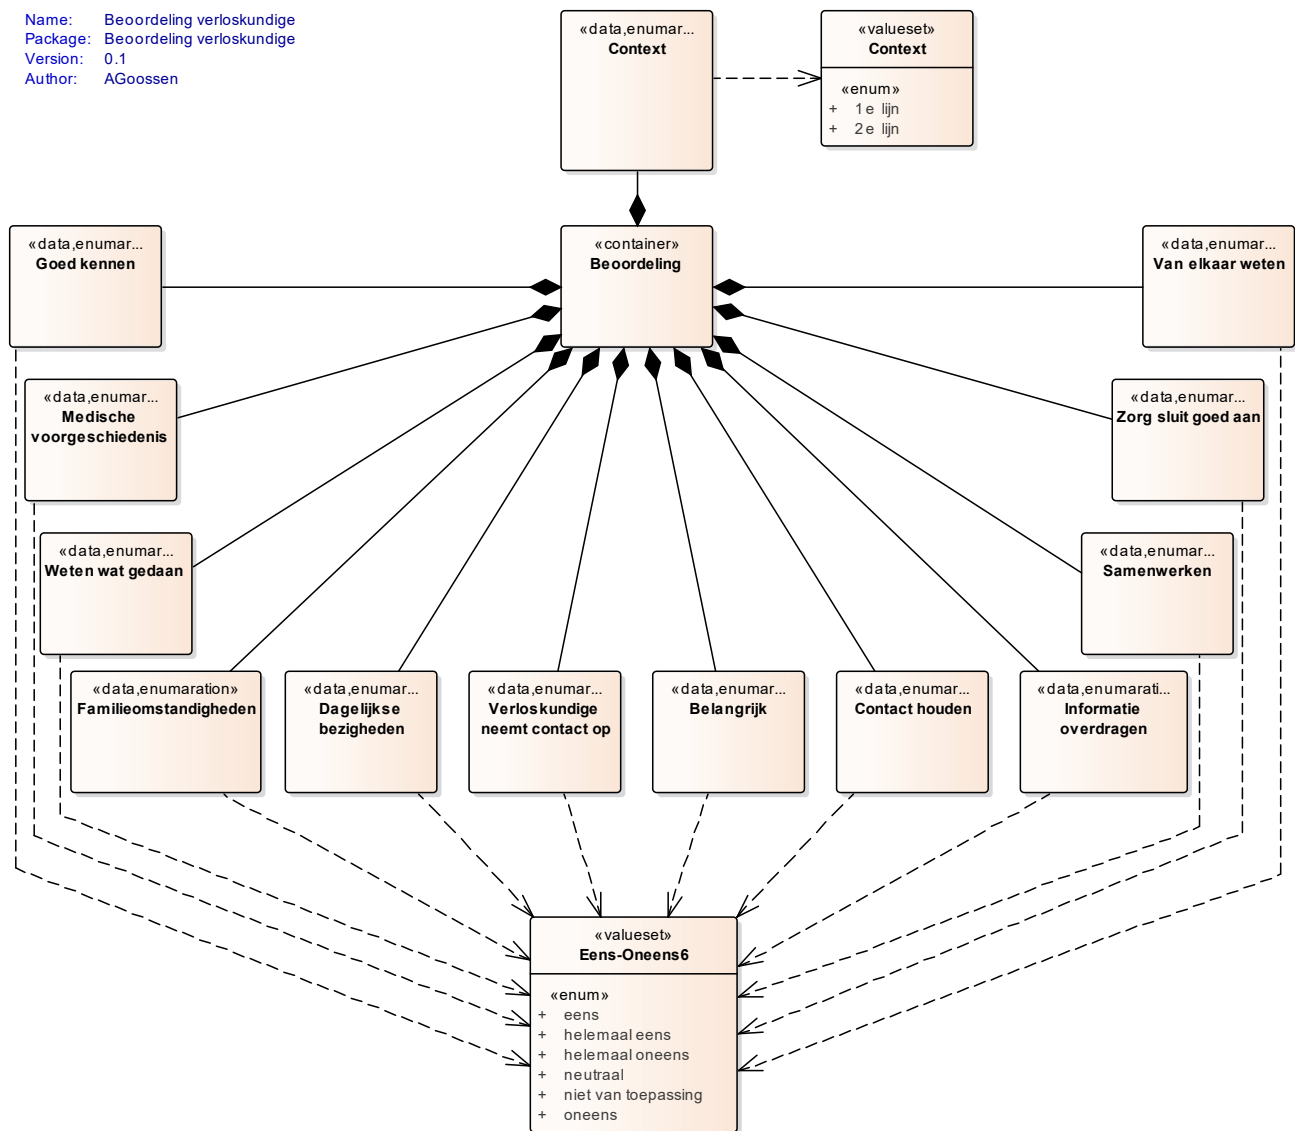 Name: Beoordeling verloskundige
Package: Beoordeling verloskundige
Version: 0.1
Author: AGoossen
«data,enumar...
Context
«valueset»
Context
«enum»
+ 1e lijn
+ 2e lijn
«data,enumar...
Goed kennen
«container»
Beoordeling
«data,enumar...
Van elkaar weten
«data,enumar...
Medische
voorgeschiedenis
«data,enumar...
Zorg sluit goed aan
«data,enumar...
Weten wat gedaan
«data,enumar...
Samenwerken
«data,enumaration»
Familieomstandigheden
«data,enumar...
Dagelijkse
bezigheden
«data,enumar...
Verloskundige
neemt contact op
«data,enumar...
Belangrijk
«data,enumar...
Contact houden
«data,enumarati...
Informatie
overdragen
«valueset»
Eens-Oneens6
«enum»
+ eens
+ helemaal eens
+ helemaal oneens
+ neutraal
+ niet van toepassing
+ oneens